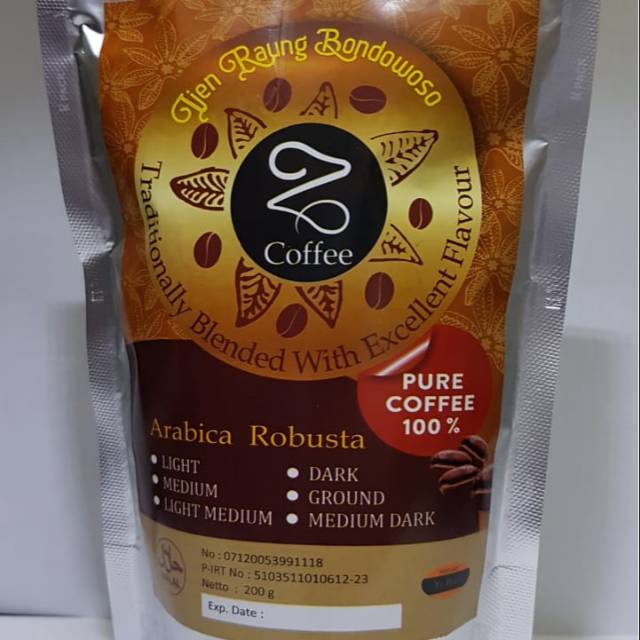 Ijen Raung Bondowoso
Coffee
Traditionally Blended With Excellent Flavour
PURE
COFFEE
100 %
Arabica Robusta
LIGHT
MEDIUM
LIGHT MEDIUM
DARK
GROUND
MEDIUM DARK
حلال
No : 07120053991118
P-IRT No : 5103511010612-23
Netto : 200 g
Exp. Date :